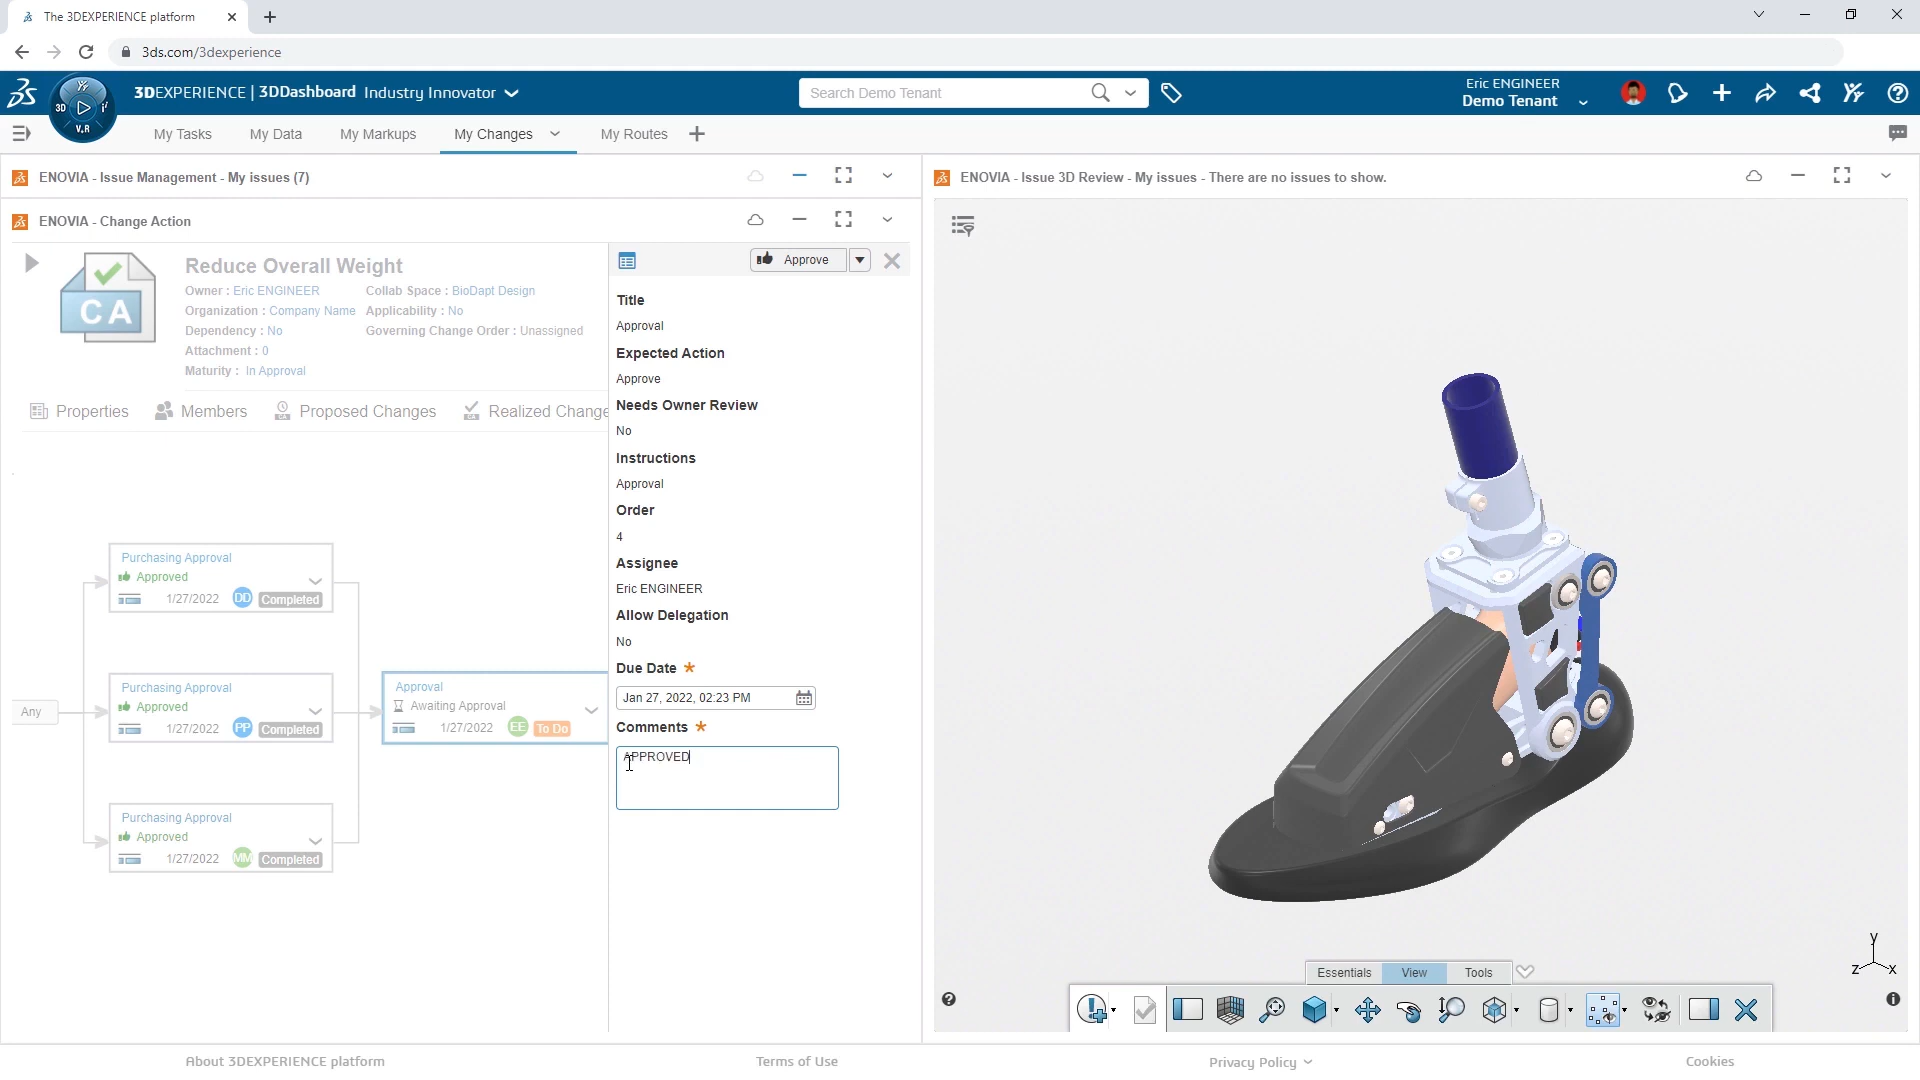 The 3DEXPERIENCE platform
3ds.com/3dexperience
3D
V.R
3DEXPERIENCE | 3DDashboard Industry Innovator
Search Demo Tenant
Eric ENGINEER
Demo Tenant
My Tasks
My Data
My Markups
My Changes
My Routes
ENOVIA - Issue Management - My issues (7)
ENOVIA - Issue 3D Review - My issues - There are no issues to show.
ENOVIA - Change Action
CA
Reduce Overall Weight
Owner : Eric ENGINEER
Collab Space : BioDapt Design
Organization : Company Name
Applicability : No
Dependency : No
Governing Change Order : Unassigned
Attachment : 0
Maturity : In Approval
Properties
Members
Proposed Changes
Realized Change
Any
Purchasing Approval
Approved
1/27/2022 DD Completed
Purchasing Approval
Approved
1/27/2022 PP Completed
Purchasing Approval
Approved
1/27/2022 MM Completed
Approval
Awaiting Approval
1/27/2022 EE To Do
Approve
Title
Approval
Expected Action
Approve
Needs Owner Review
No
Instructions
Approval
Order
4
Assignee
Eric ENGINEER
Allow Delegation
No
Due Date *
Jan 27, 2022, 02:23 PM
Comments *
APPROVED
y
z x
Essentials
View
Tools
About 3DEXPERIENCE platform
Terms of Use
Privacy Policy
Cookies